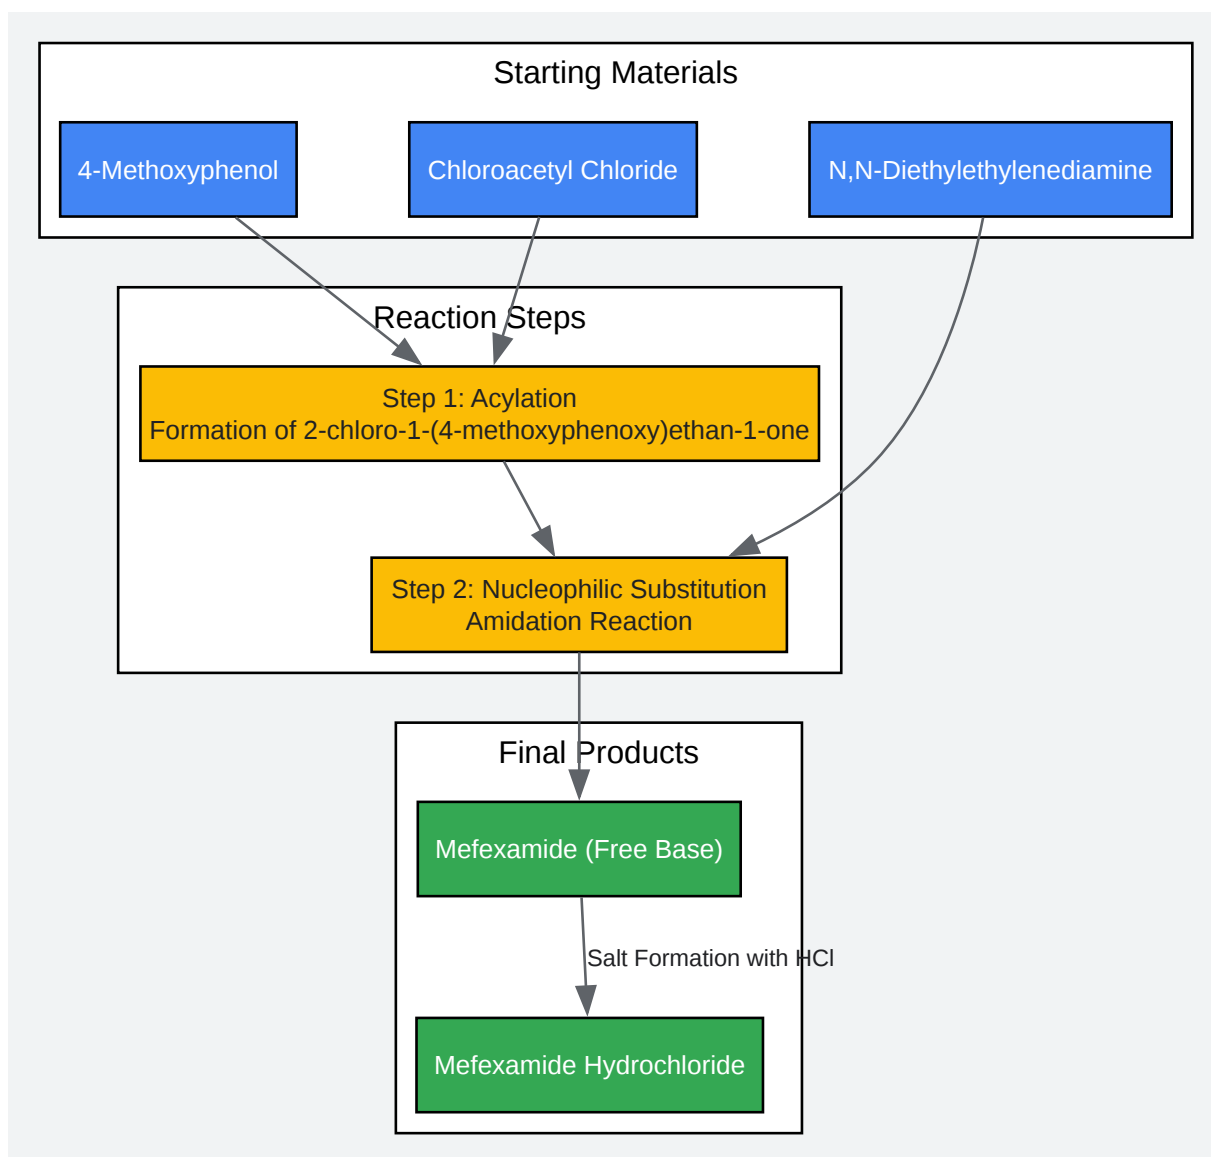 Starting Materials
4-Methoxyphenol
Chloroacetyl Chloride
N,N-Diethylethylenediamine
Reaction Steps
Step 1: Acylation
Formation of 2-chloro-1-(4-methoxyphenoxy)ethan-1-one
Step 2: Nucleophilic Substitution
Amidation Reaction
Final Products
Mefexamide (Free Base)
Salt Formation with HCl
Mefexamide Hydrochloride